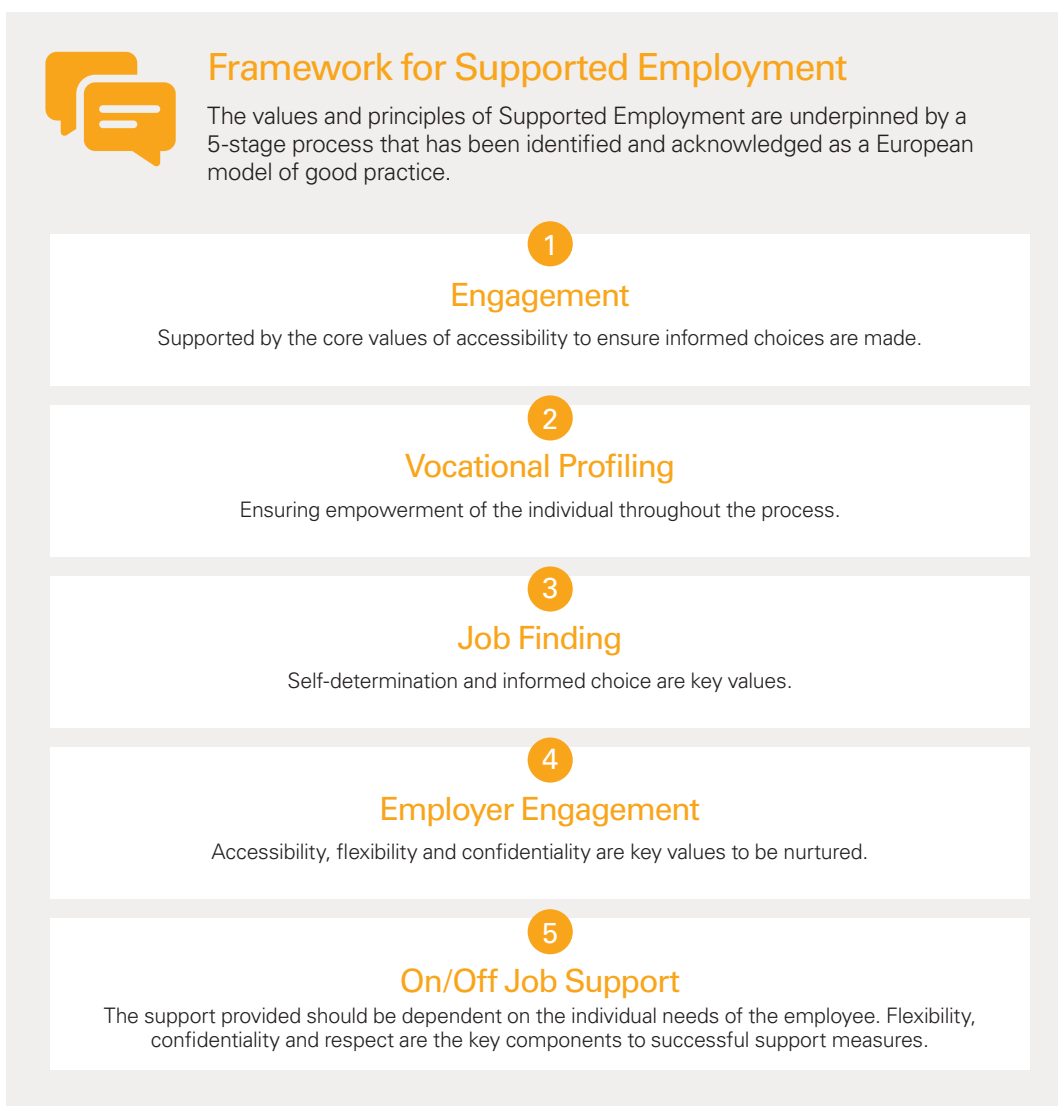 Framework for Supported Employment
The values and principles of Supported Employment are underpinned by a
5-stage process that has been identified and acknowledged as a European
model of good practice.
1
Engagement
Supported by the core values of accessibility to ensure informed choices are made.
2
Vocational Profiling
Ensuring empowerment of the individual throughout the process.
3
Job Finding
Self-determination and informed choice are key values.
4
Employer Engagement
Accessibility, flexibility and confidentiality are key values to be nurtured.
5
On/Off Job Support
The support provided should be dependent on the individual needs of the employee. Flexibility,
confidentiality and respect are the key components to successful support measures.